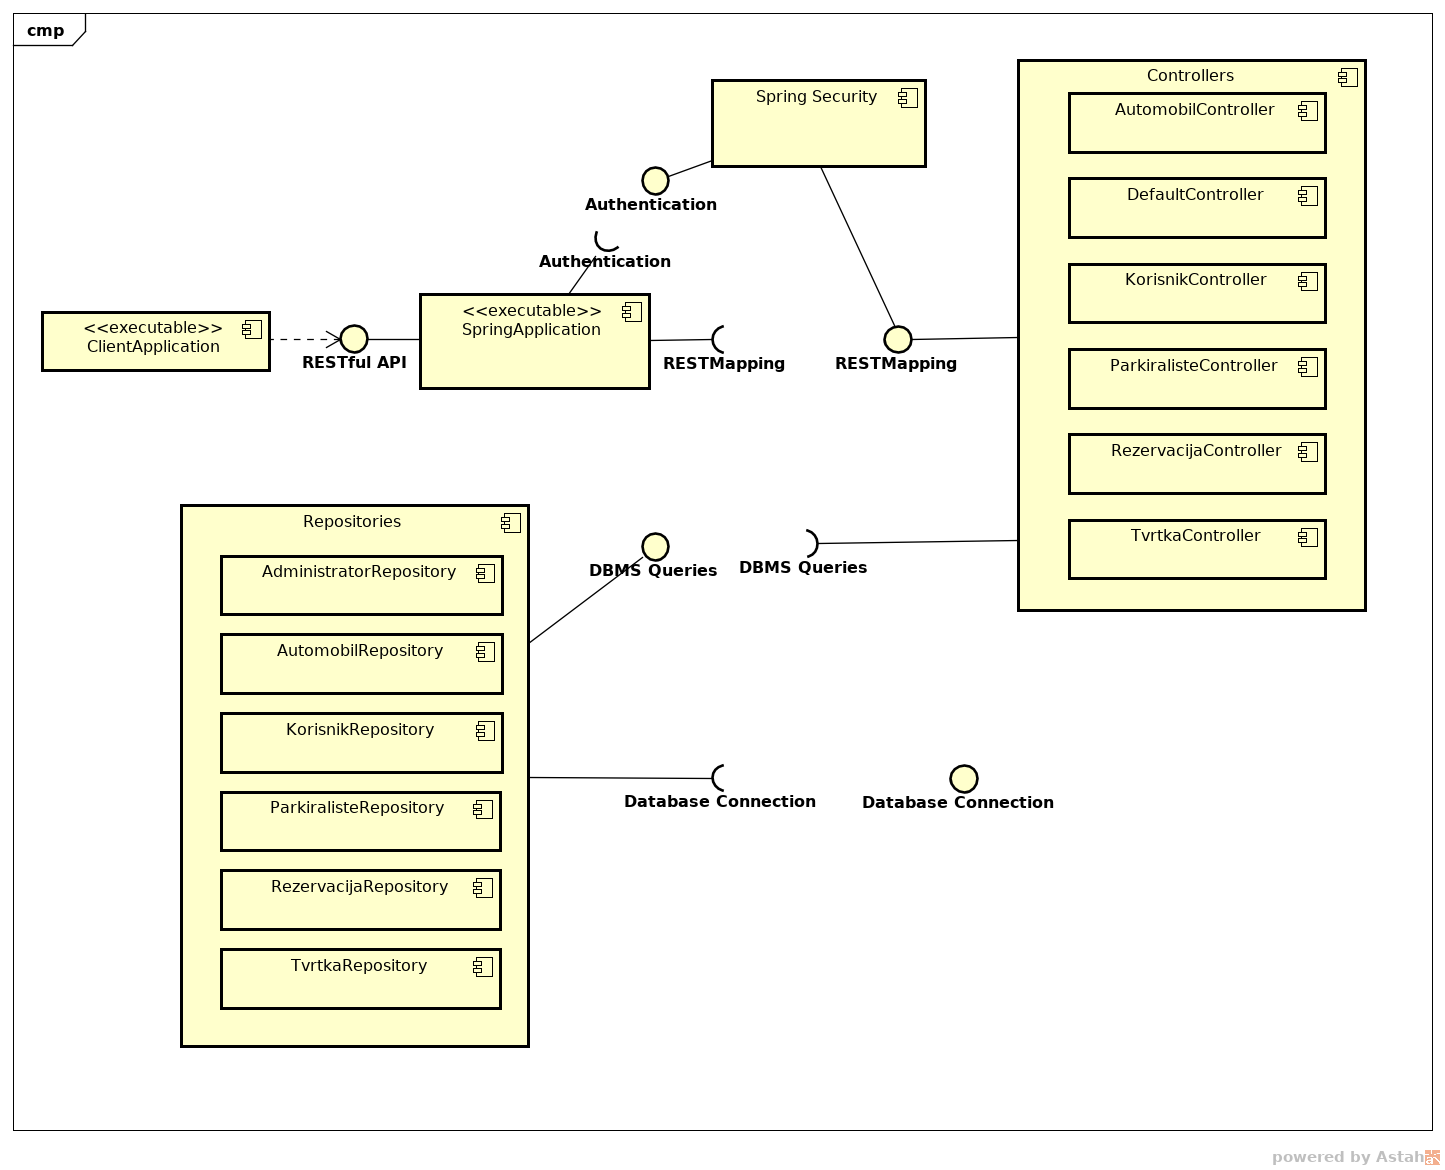 cmp
Spring Security
Authentication
Authentication
<<executable>>
ClientApplication
RESTful API
<<executable>>
SpringApplication
RESTMapping
RESTMapping
Controllers
AutomobilController
DefaultController
KorisnikController
ParkiralisteController
RezervacijaController
TvrtkaController
Repositories
AdministratorRepository
AutomobilRepository
KorisnikRepository
ParkiralisteRepository
RezervacijaRepository
TvrtkaRepository
DBMS Queries
DBMS Queries
Database Connection
Database Connection
powered by Astah